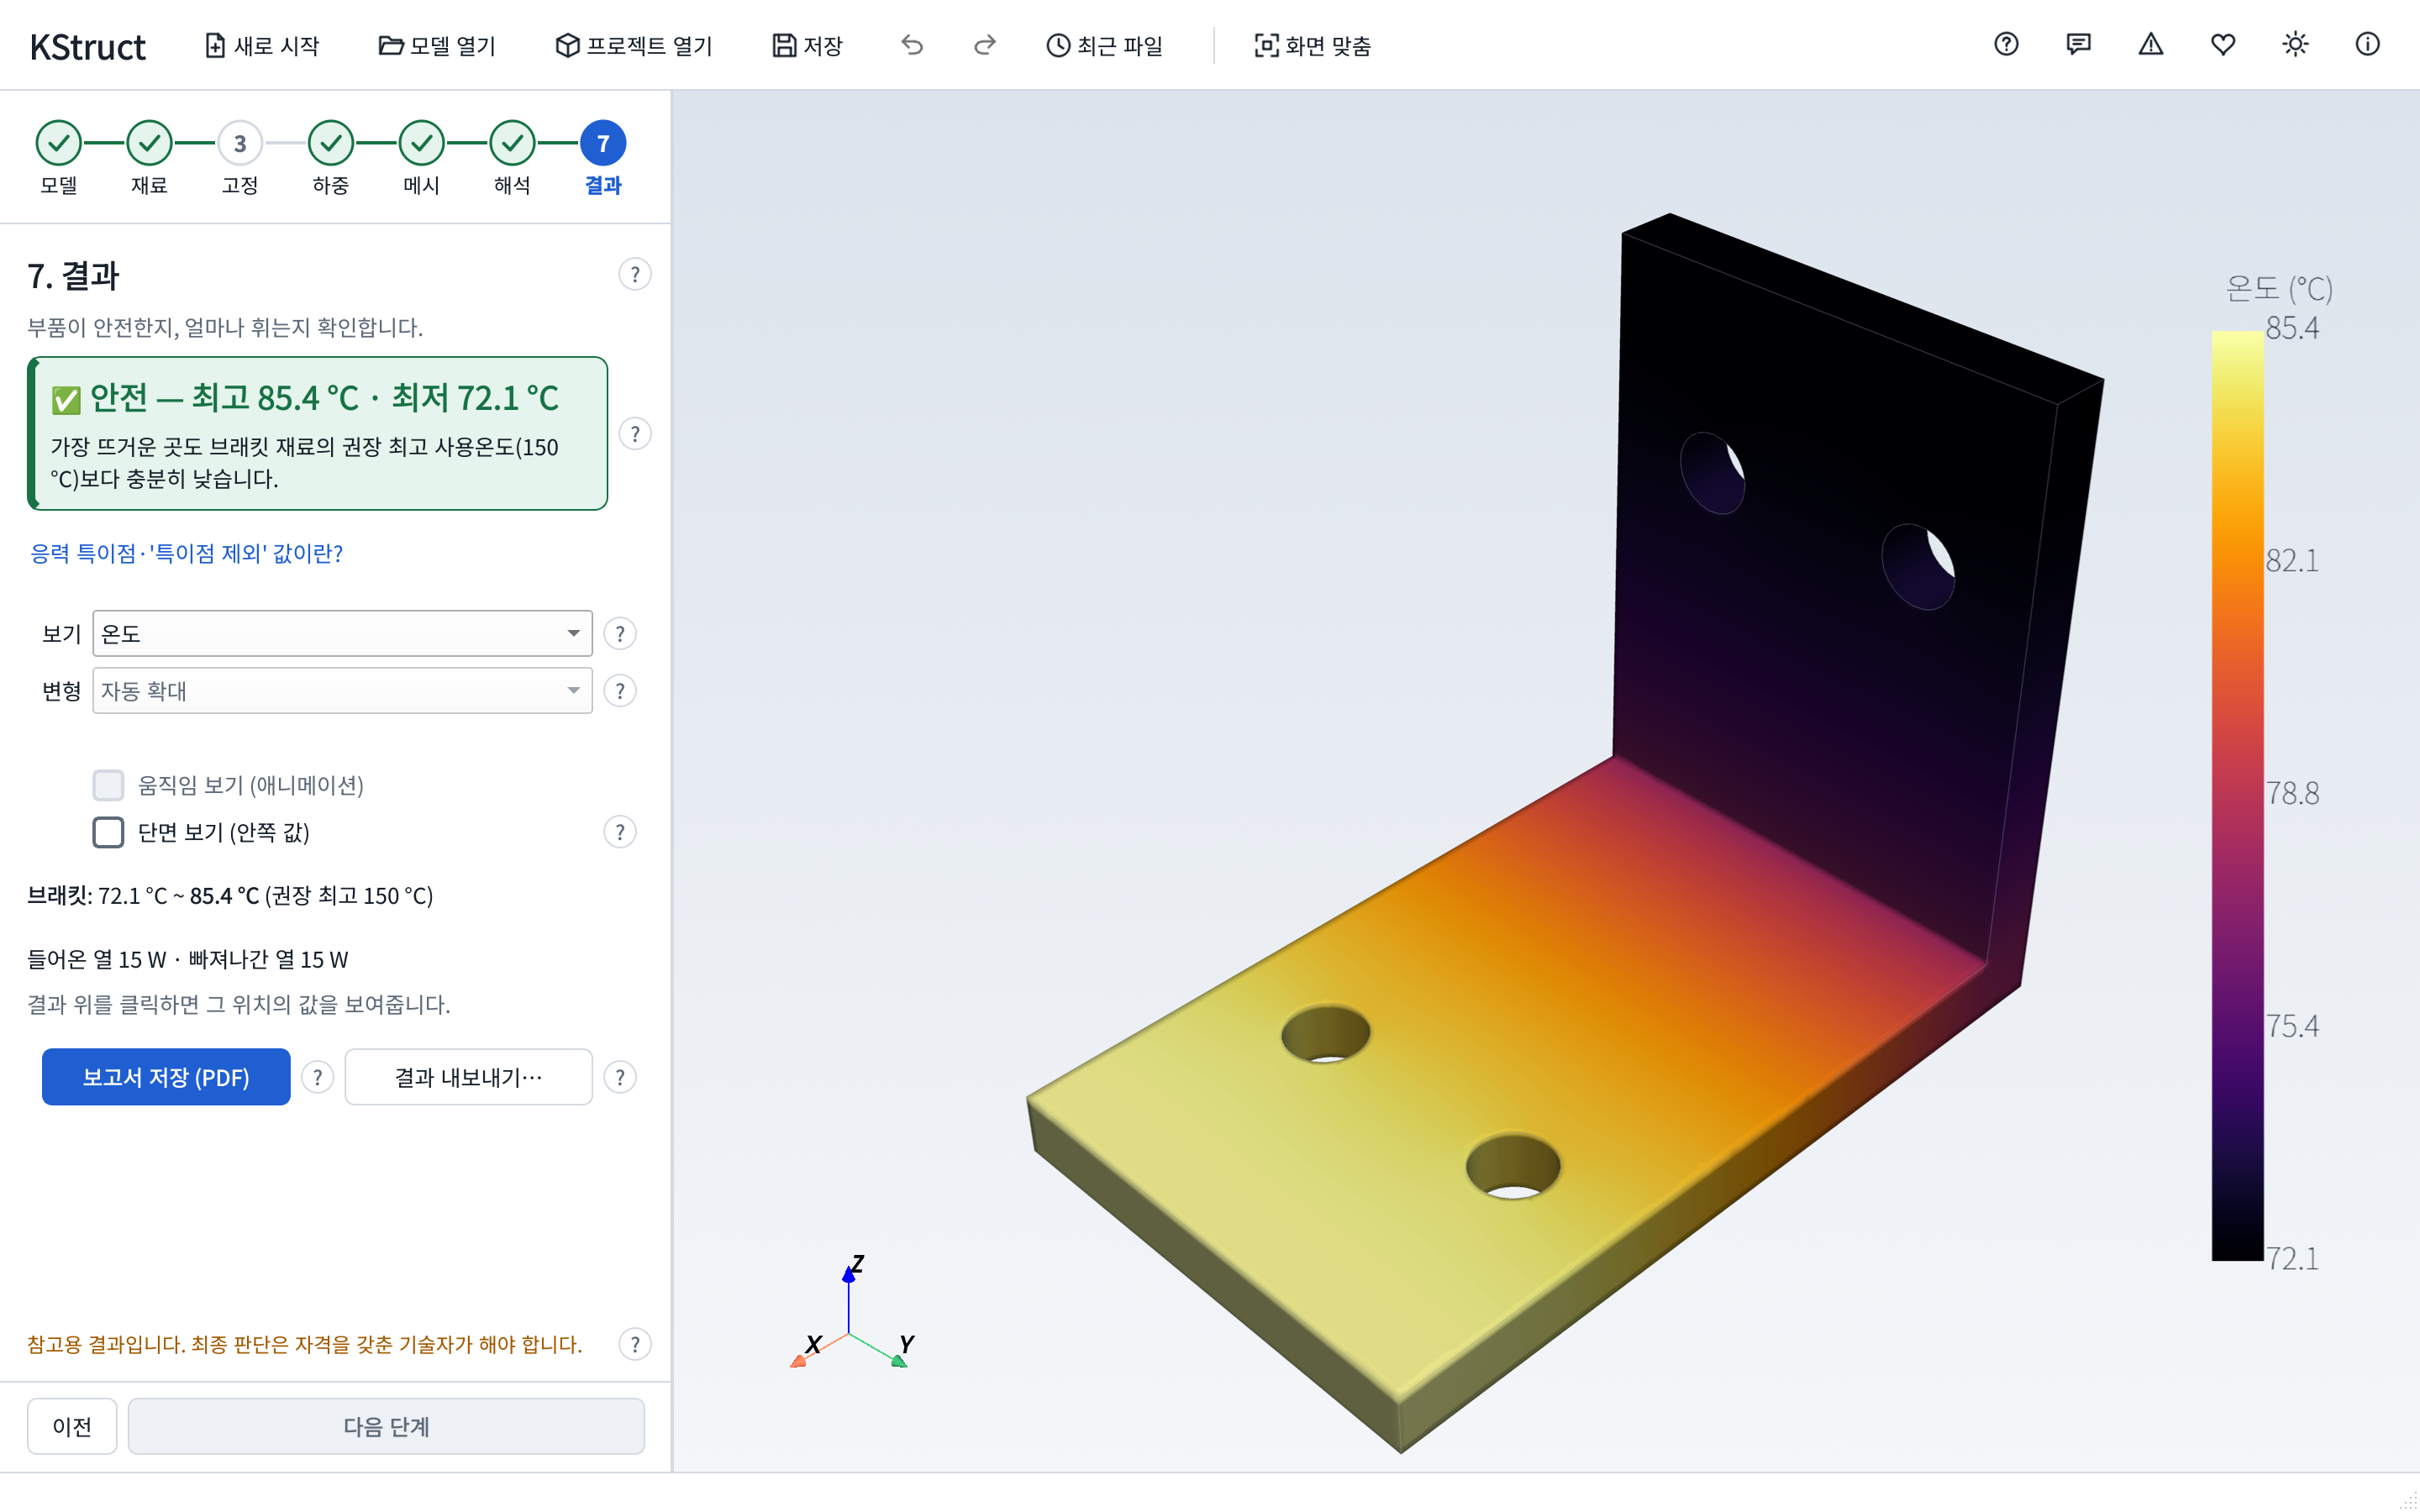 KStruct 새로 시작 모델 열기 프로젝트 열기 저장 최근 파일 화면 맞춤
3 7
모델 재료 고정 하중 메시 해석 결과
7. 결과 ?
부품이 안전한지, 얼마나 휘는지 확인합니다.
✅ 안전 — 최고 85.4 °C · 최저 72.1 °C
가장 뜨거운 곳도 브래킷 재료의 권장 최고 사용온도(150
°C)보다 충분히 낮습니다.
?
응력 특이점·'특이점 제외' 값이란?
보기 온도 ?
변형 자동 확대 ?
움직임 보기 (애니메이션)
단면 보기 (안쪽 값) ?
브래킷: 72.1 °C ~ 85.4 °C (권장 최고 150 °C)
들어온 열 15 W · 빠져나간 열 15 W
결과 위를 클릭하면 그 위치의 값을 보여줍니다.
보고서 저장 (PDF) ? 결과 내보내기… ?
참고용 결과입니다. 최종 판단은 자격을 갖춘 기술자가 해야 합니다. ?
이전 다음 단계
Z
X Y
온도 (°C)
85.4
82.1
78.8
75.4
72.1